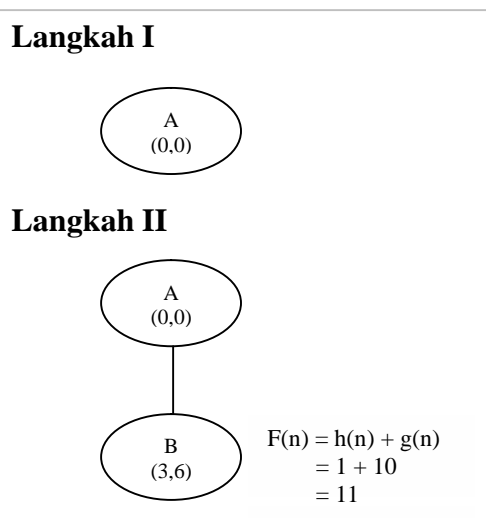 Langkah I
A
(0,0)
Langkah II
A
(0,0)
B
(3,6)
F(n) = h(n) + g(n)
= 1 + 10
= 11